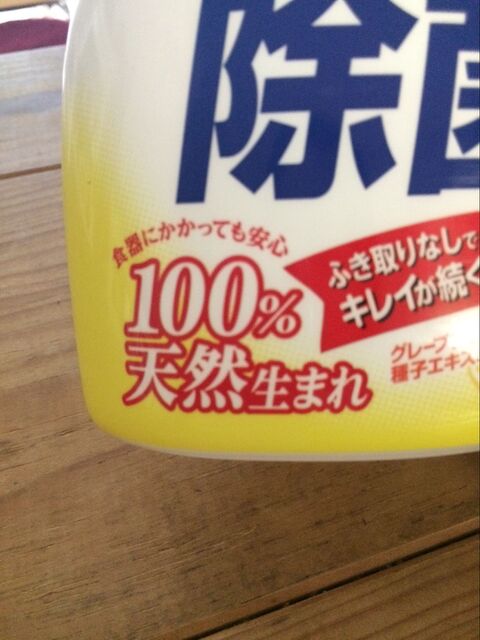 除菌
食器にかかっても安心
100%
天然生まれ
ふき取りなしで
キレイが続く
グレープ
種子エキス